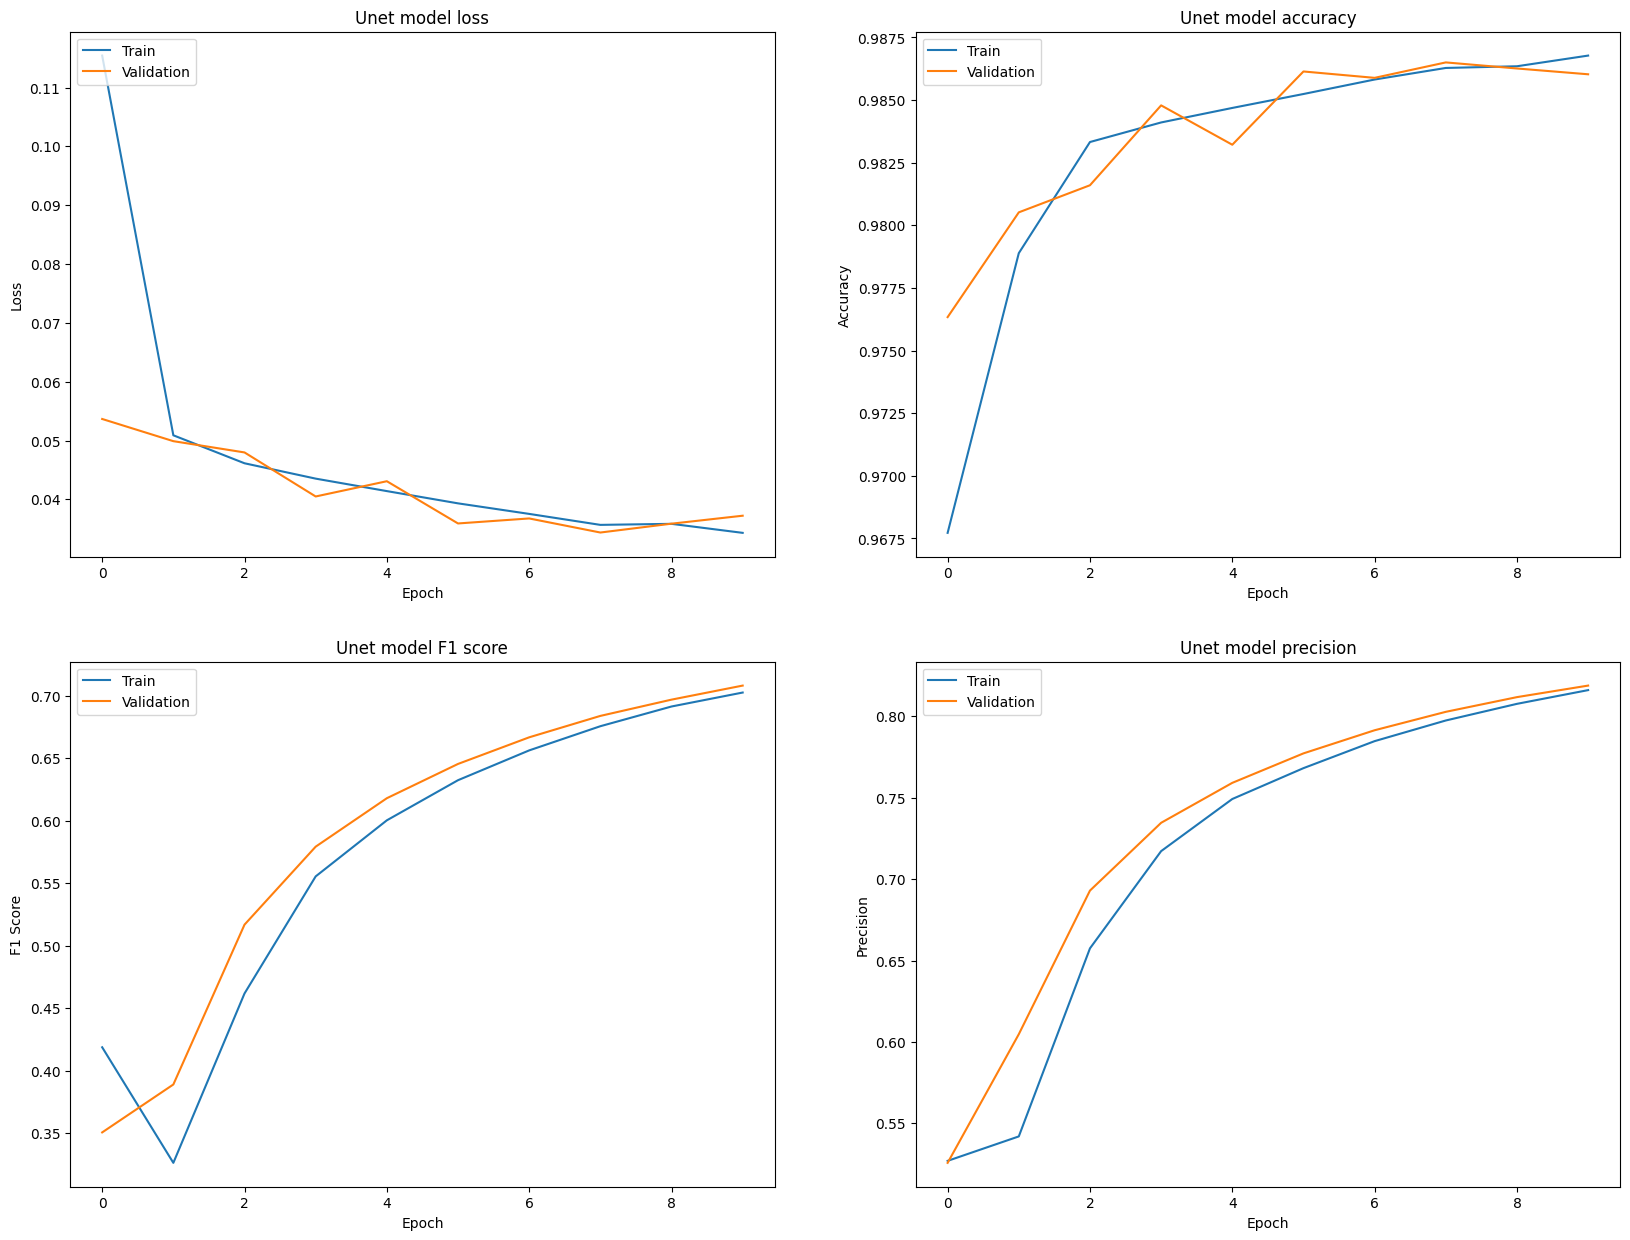 Unet model loss
Train
Validation
0.11
0.10
0.09
0.08
0.07
0.06
0.05
0.04
Loss
0 2 4 6 8
Epoch
Unet model accuracy
Train
Validation
0.9875
0.9850
0.9825
0.9800
0.9775
0.9750
0.9725
0.9700
0.9675
Accuracy
0 2 4 6 8
Epoch
Unet model F1 score
Train
Validation
0.70
0.65
0.60
0.55
0.50
0.45
0.40
0.35
F1 Score
0 2 4 6 8
Epoch
Unet model precision
Train
Validation
0.80
0.75
0.70
0.65
0.60
0.55
Precision
0 2 4 6 8
Epoch